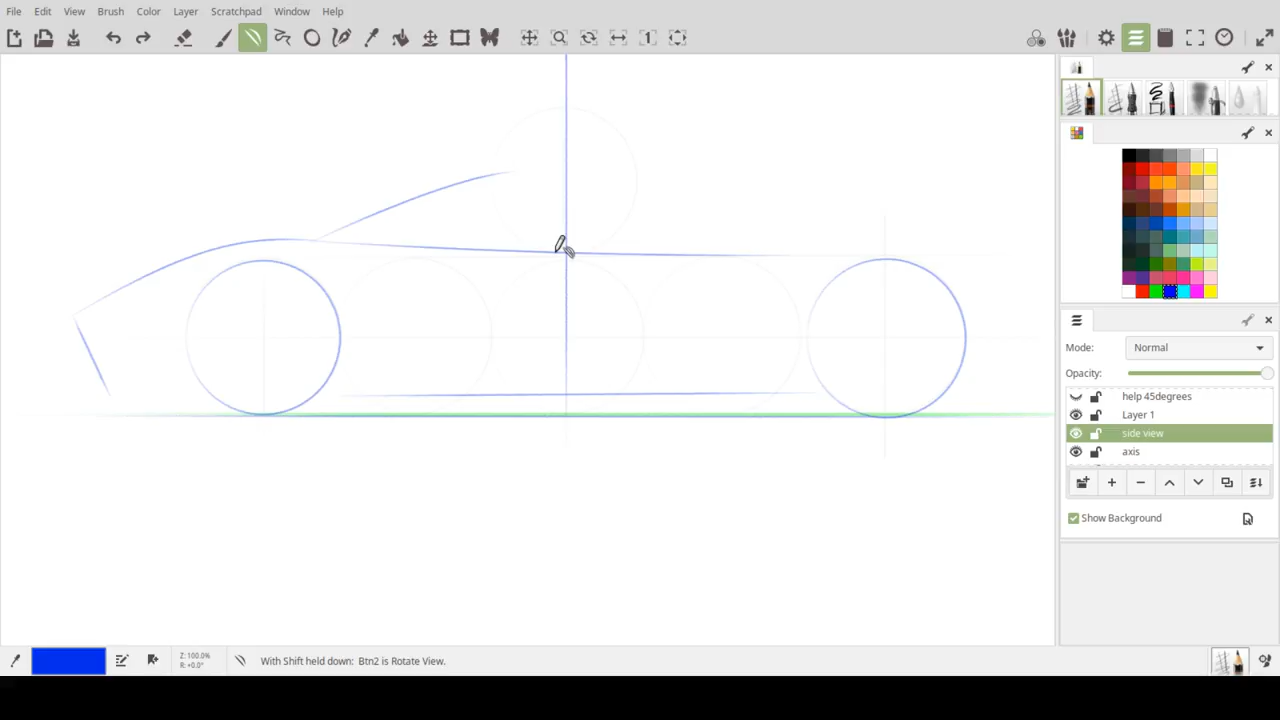 File Edit View Brush Color Layer Scratchpad Window Help
Mode: Normal
Opacity:
help 45degrees
Layer 1
side view
axis
Show Background
Z: 100.0%
R: +0.0°
With Shift held down: Btn2 is Rotate View.